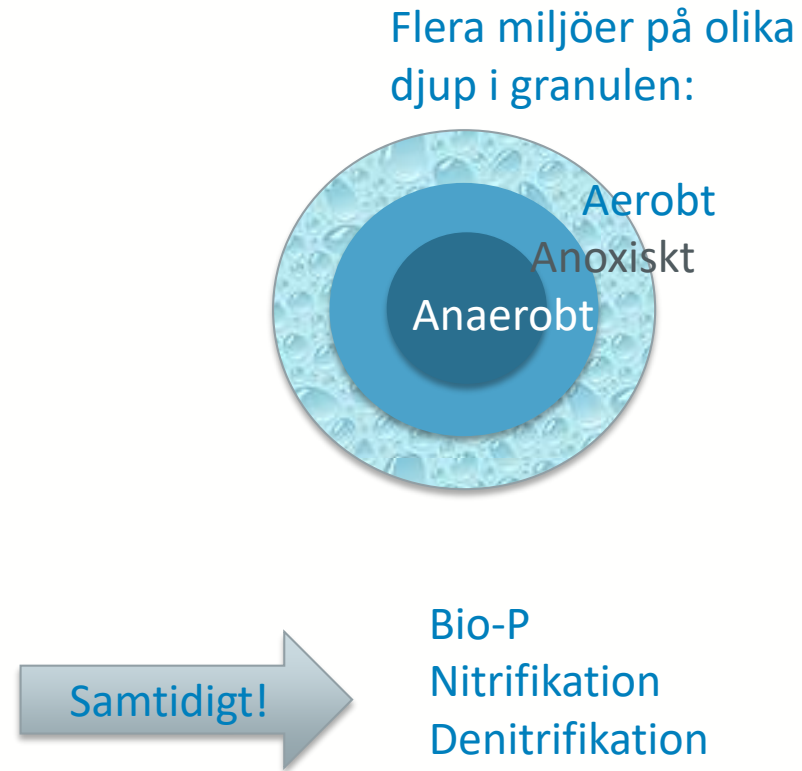 Flera miljöer på olika
djup i granulen:
Aerobt
Anoxiskt
Anaerobt
Samtidigt!
Bio-P
Nitrifikation
Denitrifikation